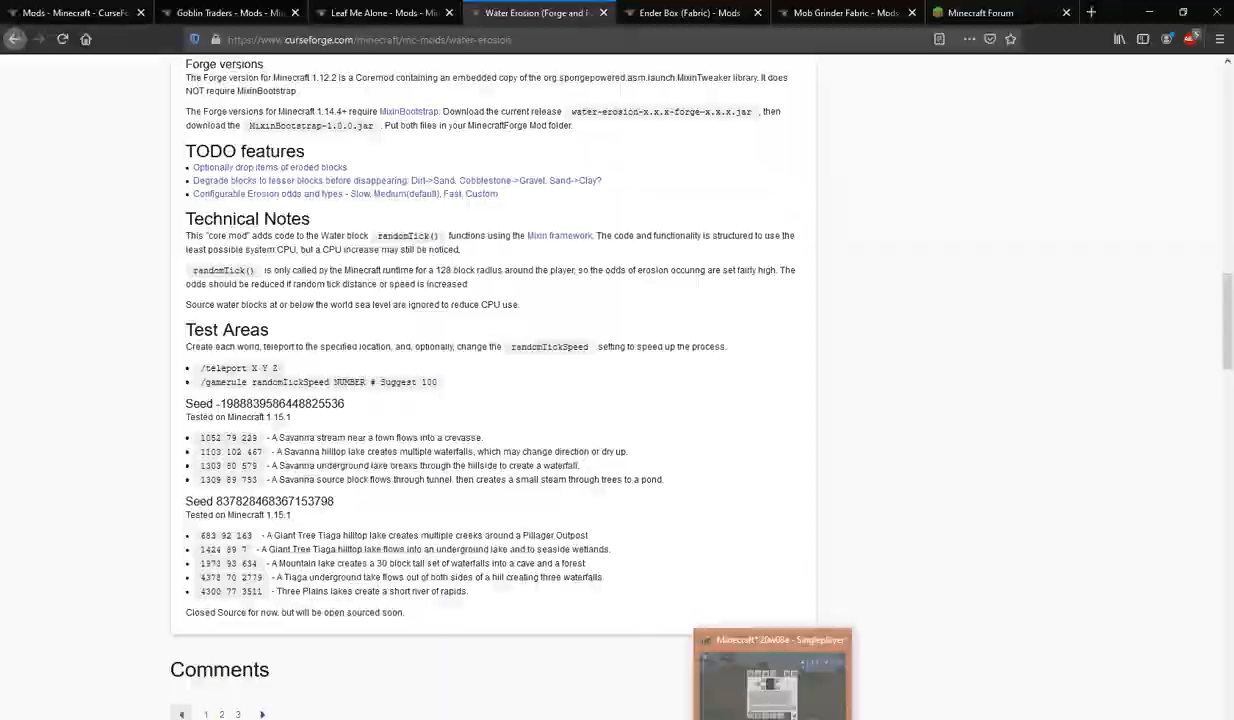 Mods - Minecraft - CurseF
Goblin Traders - Mods - Min
Leaf Me Alone - Mods - Min
Water Erosion (Forge and F
Ender Box (Fabric) - Mods
Mob Grinder Fabric - Mods
Minecraft Forum
https://www.curseforge.com/minecraft/mc-mods/water-erosion
Forge versions
The Forge version for Minecraft 1.12.2 is a Coremod containing an embedded copy of the org.spongepowered.asm.launch.MixinTweaker library. It does
NOT require MixinBootstrap.
The Forge versions for Minecraft 1.14.4+ require MixinBootstrap. Download the current release water-erosion-x.x.x-forge-x.x.x.jar , then
download the MixinBootstrap-1.0.0.jar . Put both files in your MinecraftForge Mod folder.
TODO features
• Optionally drop items of eroded blocks
• Degrade blocks to lesser blocks before disappearing: Dirt->Sand, Cobblestone->Gravel, Sand->Clay?
• Configurable Erosion odds and types - Slow, Medium(default), Fast, Custom
Technical Notes
This "core mod" adds code to the Water block randomTick() functions using the Mixin framework. The code and functionality is structured to use the
least possible system CPU, but a CPU increase may still be noticed.
randomTick() is only called by the Minecraft runtime for a 128 block radius around the player, so the odds of erosion occuring are set fairly high. The
odds should be reduced if random tick distance or speed is increased.
Source water blocks at or below the world sea level are ignored to reduce CPU use.
Test Areas
Create each world, teleport to the specified location, and, optionally, change the randomTickSpeed setting to speed up the process.
• /teleport X Y Z
• /gamerule randomTickSpeed NUMBER # Suggest 100
Seed -1988839586448825536
Tested on Minecraft 1.15.1
• 1052 79 229 - A Savanna stream near a town flows into a crevasse.
• 1103 102 467 - A Savanna hilltop lake creates multiple waterfalls, which may change direction or dry up.
• 1303 80 579 - A Savanna underground lake breaks through the hillside to create a waterfall.
• 1309 89 753 - A Savanna source block flows through tunnel, then creates a small steam through trees to a pond.
Seed 837828468367153798
Tested on Minecraft 1.15.1
• 683 92 163 - A Giant Tree Tiaga hilltop lake creates multiple creeks around a Pillager Outpost
• 1424 89 7 - A Giant Tree Tiaga hilltop lake flows into an underground lake and to seaside wetlands.
• 1973 93 634 - A Mountain lake creates a 30 block tall set of waterfalls into a cave and a forest
• 4378 70 2779 - A Tiaga underground lake flows out of both sides of a hill creating three waterfalls.
• 4300 77 3511 - Three Plains lakes create a short river of rapids.
Closed Source for now, but will be open sourced soon.
Minecraft* 20w08a - Singleplayer
Comments
1 2 3